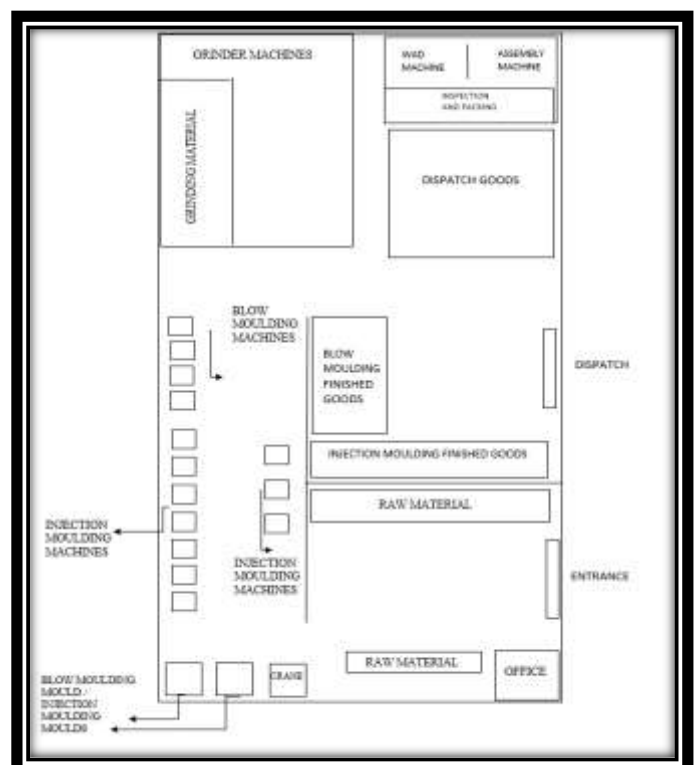 GRINDER MACHINES
WAD
MACHINE
ASSEMBLY
MACHINE
INSPECTION
AND PACKING
GRINDING MATERIAL
DISPATCH GOODS
BLOW
MOULDING
MACHINES
BLOW
MOULDING
FINISHED
GOODS
DISPATCH
INJECTION MOULDING FINISHED GOODS
RAW MATERIAL
INJECTION
MOULDING
MACHINES
INJECTION
MOULDING
MACHINES
ENTRANCE
RAW MATERIAL
OFFICE
CRANE
BLOW MOULDING
MOULD /
INJECTION
MOULDING
MOULDS